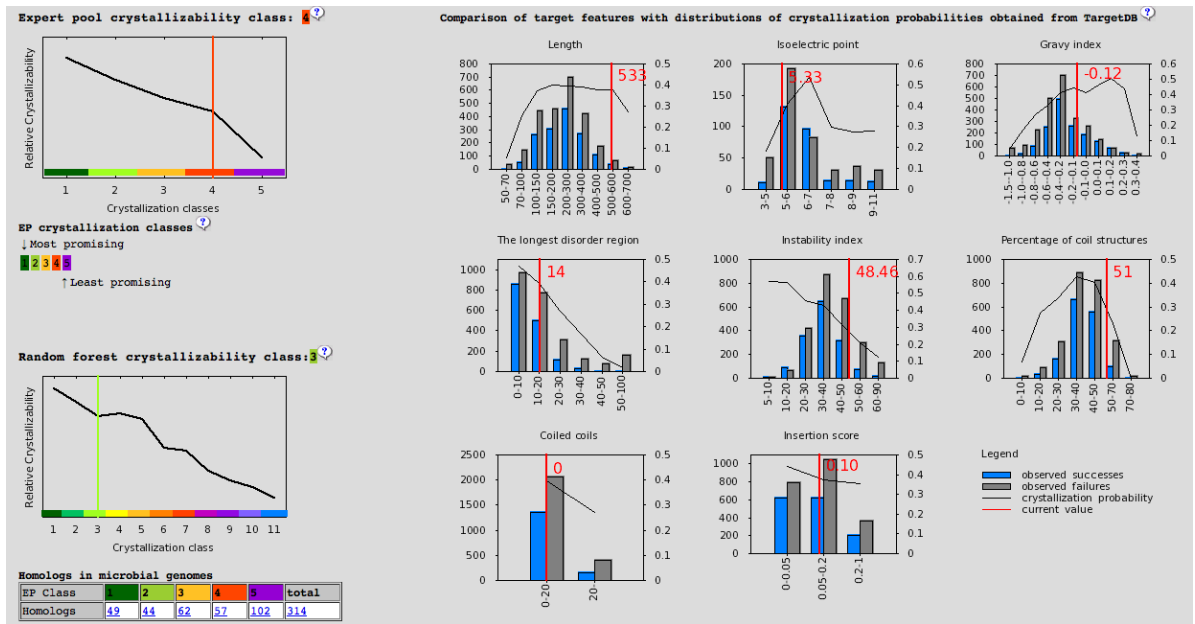 Expert pool crystallizability class: 4 ?
Relative Crystallizability
1 2 3 4 5
Crystallization classes
EP crystallization classes ?
↓Most promising
1 2 3 4 5
↑Least promising
Random forest crystallizability class:3 ?
Relative Crystallizability
1 2 3 4 5 6 7 8 9 10 11
Crystallization class
Homologs in microbial genomes
EP Class 1 2 3 4 5 total
Homologs 49 44 62 57 102 314
Comparison of target features with distributions of crystallization probabilities obtained from TargetDB ?
Length
533
800 700 600 500 400 300 200 100 0
0.5 0.4 0.3 0.2 0.1 0
50-70 70-100 100-150 150-200 200-300 300-400 400-500 500-600 600-700
Isoelectric point
5.33
200 150 100 50 0
0.6 0.5 0.4 0.3 0.2 0.1 0
3-5 5-6 6-7 7-8 8-9 9-11
Gravy index
-0.12
800 700 600 500 400 300 200 100 0
0.6 0.5 0.4 0.3 0.2 0.1 0
-1.5--1.0 -1.0--0.8 -0.8--0.6 -0.6--0.4 -0.4--0.2 -0.2--0.1 -0.1-0.0 0.0-0.1 0.1-0.2 0.2-0.3 0.3-0.4
The longest disorder region
14
1000 800 600 400 200 0
0.5 0.4 0.3 0.2 0.1 0
0-10 10-20 20-30 30-40 40-50 50-100
Instability index
48.46
1000 800 600 400 200 0
0.7 0.6 0.5 0.4 0.3 0.2 0.1 0
5-10 10-20 20-30 30-40 40-50 50-60 60-90
Percentage of coil structures
51
1000 800 600 400 200 0
0.5 0.4 0.3 0.2 0.1 0
0-10 10-20 20-30 30-40 40-50 50-70 70-80
Coiled coils
0
2500 2000 1500 1000 500 0
0.5 0.4 0.3 0.2 0.1 0
0-20 20-
Insertion score
0.10
1000 800 600 400 200 0
0.5 0.4 0.3 0.2 0.1 0
0-0.05 0.05-0.2 0.2-1
Legend
observed successes
observed failures
crystallization probability
current value